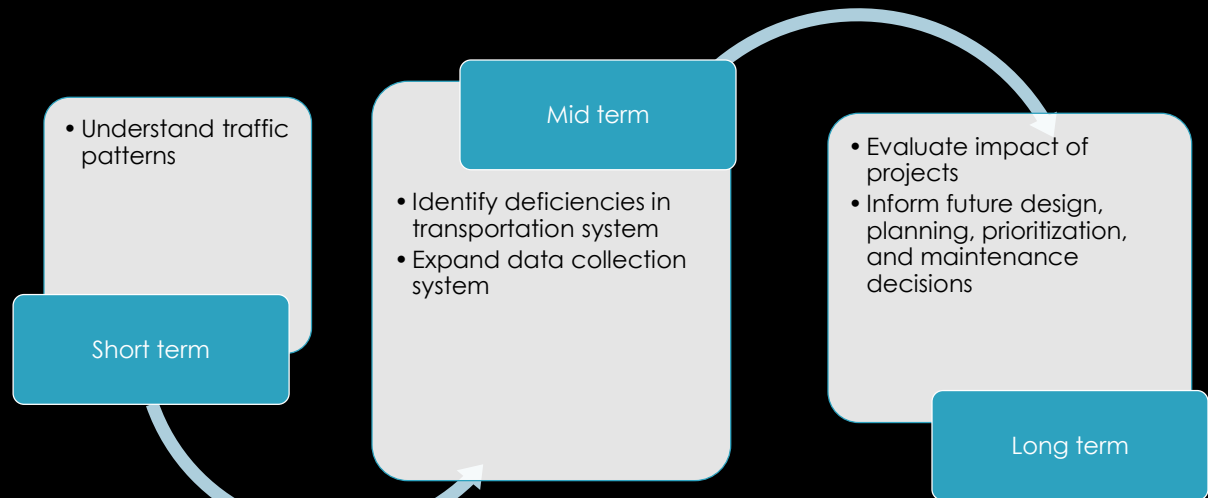 • Understand traffic
patterns
Short term
Mid term
• Identify deficiencies in
transportation system
• Expand data collection
system
• Evaluate impact of
projects
• Inform future design,
planning, prioritization,
and maintenance
decisions
Long term